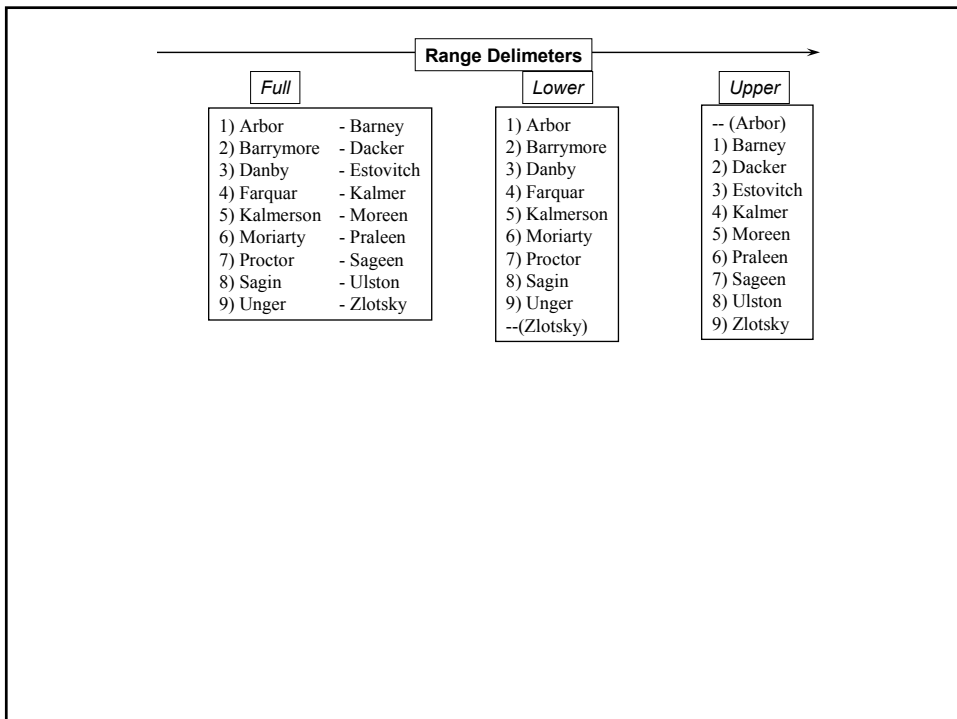 Range Delimeters
Full
1) Arbor - Barney
2) Barrymore - Dacker
3) Danby - Estovitch
4) Farquar - Kalmer
5) Kalmerson - Moreen
6) Moriarty - Praleen
7) Proctor - Sageen
8) Sagin - Ulston
9) Unger - Zlotsky
Lower
1) Arbor
2) Barrymore
3) Danby
4) Farquar
5) Kalmerson
6) Moriarty
7) Proctor
8) Sagin
9) Unger
--(Zlotsky)
Upper
-- (Arbor)
1) Barney
2) Dacker
3) Estovitch
4) Kalmer
5) Moreen
6) Praleen
7) Sageen
8) Ulston
9) Zlotsky